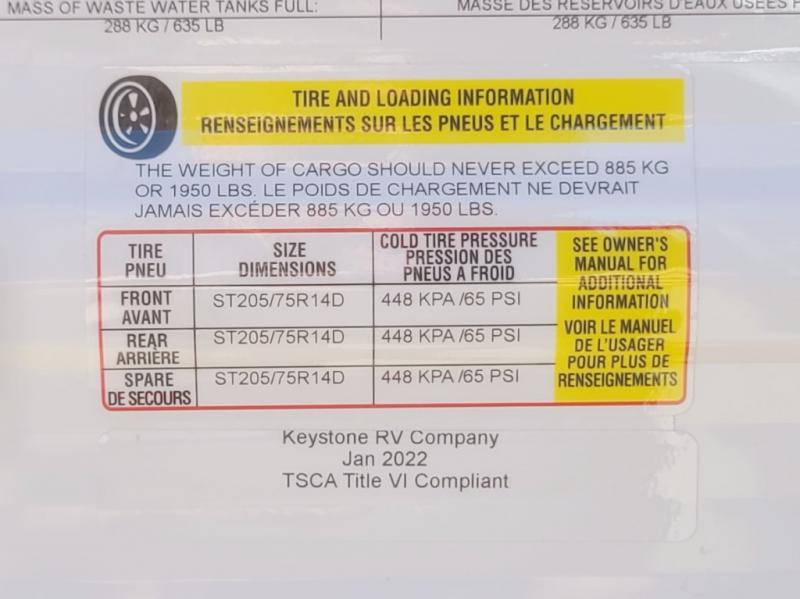 MASS OF WASTE WATER TANKS FULL:
288 KG / 635 LB
MASSE DES RÉSERVOIRS D'EAUX USÉES
288 KG / 635 LB
TIRE AND LOADING INFORMATION
RENSEIGNEMENTS SUR LES PNEUS ET LE CHARGEMENT
THE WEIGHT OF CARGO SHOULD NEVER EXCEED 885 KG
OR 1950 LBS. LE POIDS DE CHARGEMENT NE DEVRAIT
JAMAIS EXCÉDER 885 KG OU 1950 LBS.
TIRE
PNEU
SIZE
DIMENSIONS
COLD TIRE PRESSURE
PRESSION DES
PNEUS A FROID
FRONT
AVANT
ST205/75R14D
448 KPA /65 PSI
REAR
ARRIÈRE
ST205/75R14D
448 KPA /65 PSI
SPARE
DE SECOURS
ST205/75R14D
448 KPA /65 PSI
SEE OWNER'S
MANUAL FOR
ADDITIONAL
INFORMATION
VOIR LE MANUEL
DE L'USAGER
POUR PLUS DE
RENSEIGNEMENTS
Keystone RV Company
Jan 2022
TSCA Title VI Compliant